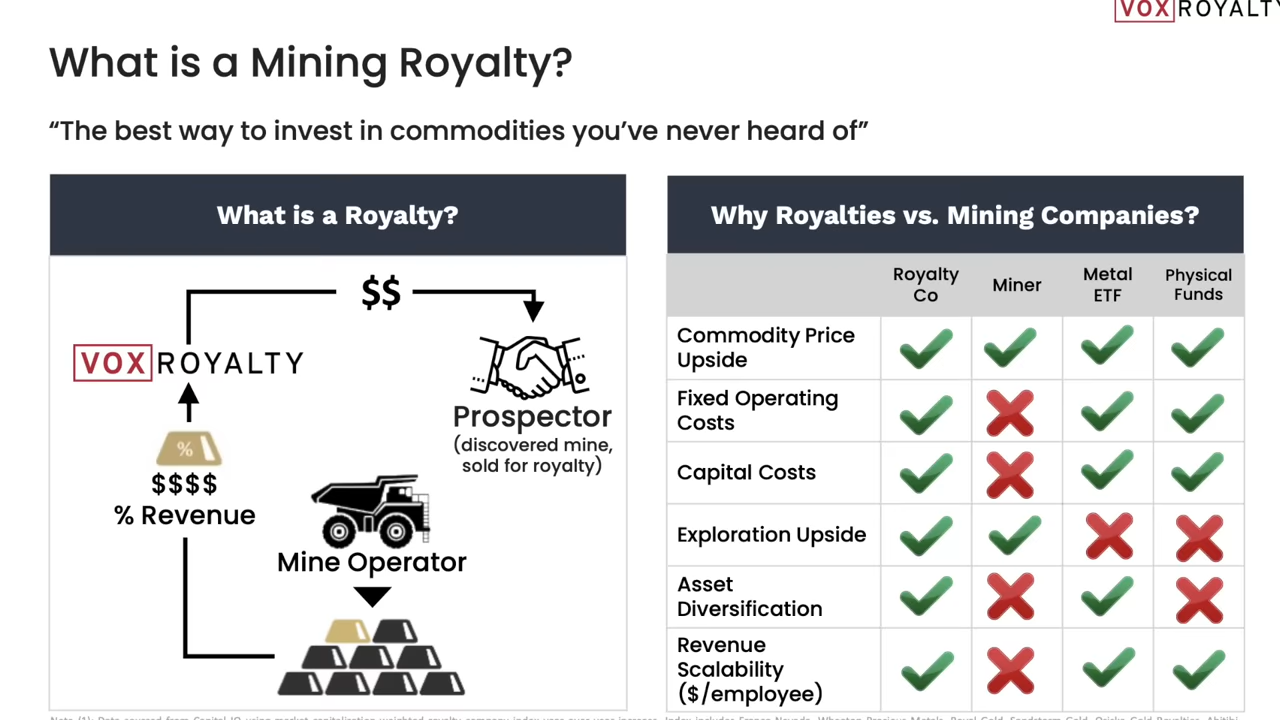 VOX ROYALTY
What is a Mining Royalty?
“The best way to invest in commodities you’ve never heard of”
What is a Royalty?
$$
VOX ROYALTY
Prospector
(discovered mine,
sold for royalty)
%
$$$$
% Revenue
Mine Operator
Why Royalties vs. Mining Companies?
Royalty
Co
Miner
Metal
ETF
Physical
Funds
Commodity Price
Upside
Fixed Operating
Costs
Capital Costs
Exploration Upside
Asset
Diversification
Revenue
Scalability
($/employee)